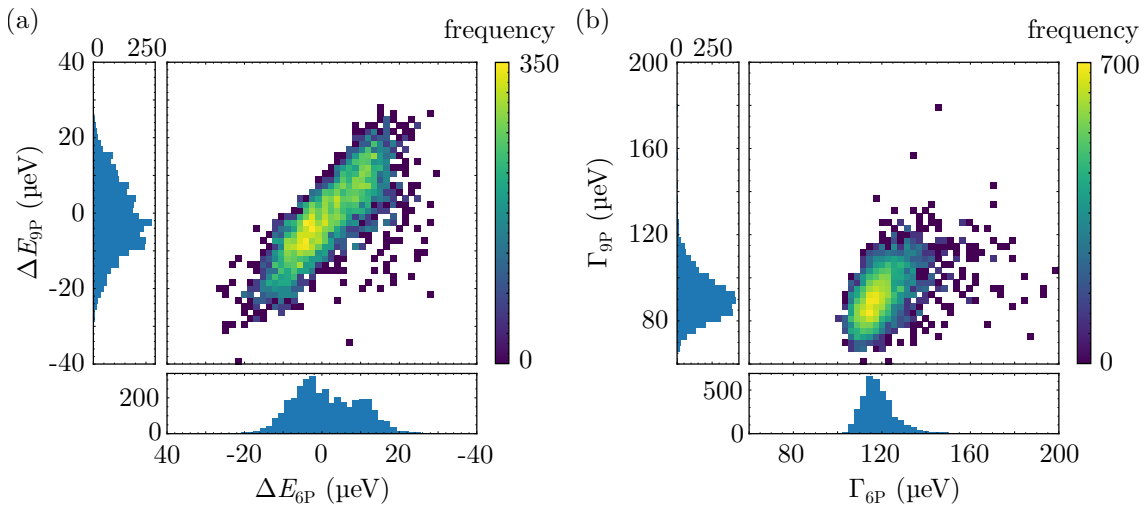 (a)
0 250
frequency
40
20
0
-20
-40
ΔE9P (µeV)
350
0
200
0
40 -20 0 20 -40
ΔE6P (µeV)
(b)
0 250
frequency
200
160
120
80
Γ9P (µeV)
700
0
500
0
80 120 160 200
Γ6P (µeV)